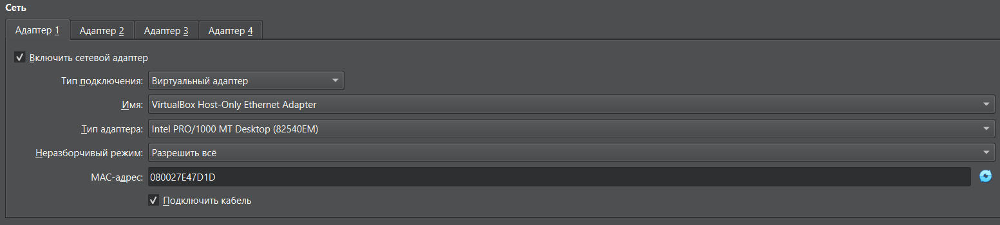 Сеть
Адаптер 1 Адаптер 2 Адаптер 3 Адаптер 4
Включить сетевой адаптер
Тип подключения: Виртуальный адаптер
Имя: VirtualBox Host-Only Ethernet Adapter
Тип адаптера: Intel PRO/1000 MT Desktop (82540EM)
Неразборчивый режим: Разрешить всё
MAC-адрес: 080027E47D1D
Подключить кабель